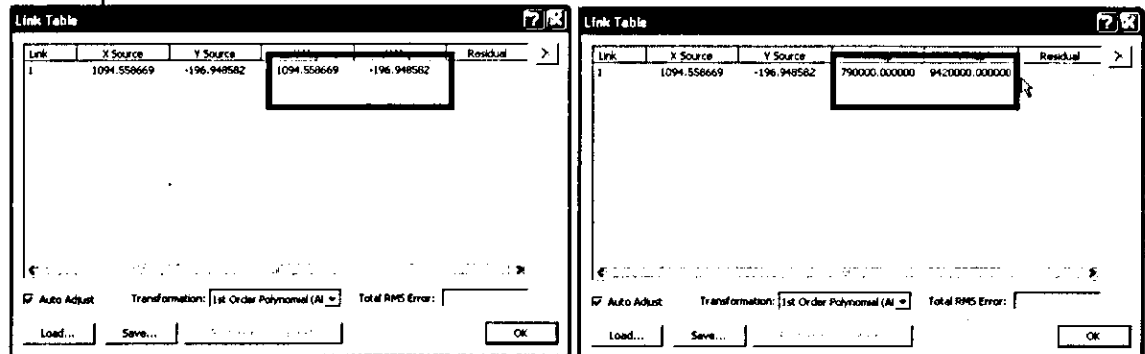 Link Table
Link X Source Y Source Residual >
1 1094.558669 -196.948582 1094.558669 -196.948582
Auto Adjust Transformation: 1st Order Polynomial (Af Total RMS Error:
Load... Save... OK
Link Table
Link X Source Y Source Residual >
1 1094.558669 -196.948582 790000.000000 9420000.000000
Auto Adjust Transformation: 1st Order Polynomial (Af Total RMS Error:
Load... Save... OK